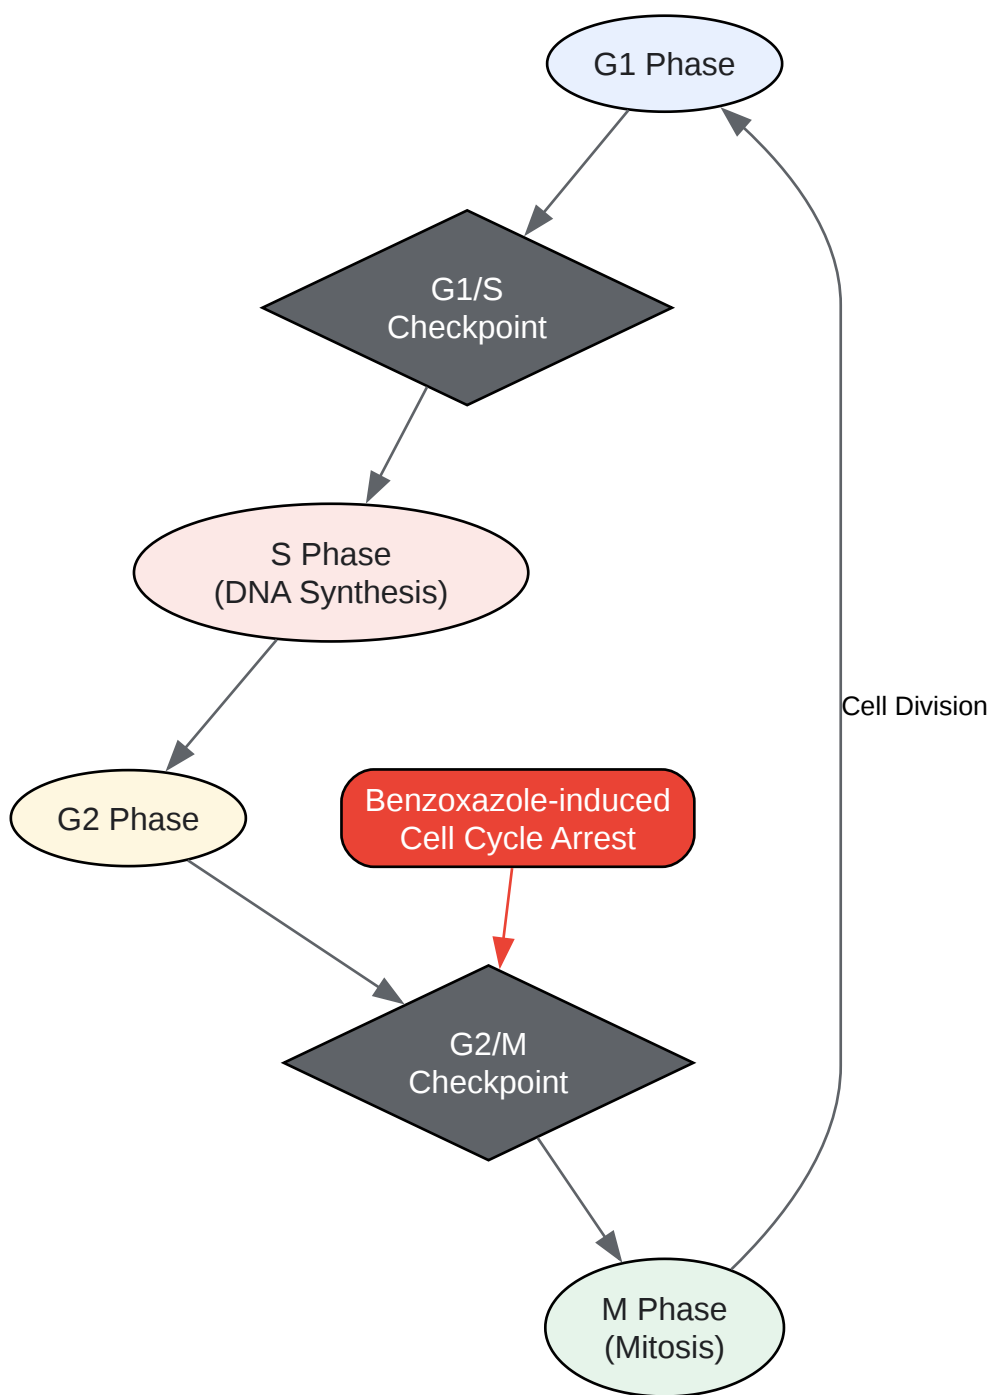 G1 Phase
G1/S
Checkpoint
S Phase
(DNA Synthesis)
Cell Division
G2 Phase
Benzoxazole-induced
Cell Cycle Arrest
G2/M
Checkpoint
M Phase
(Mitosis)